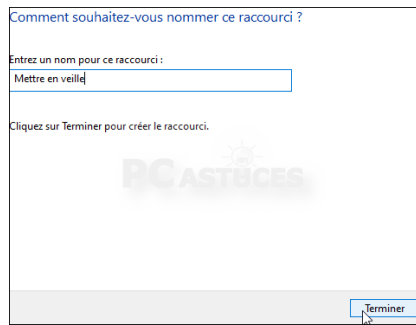 Comment souhaitez-vous nommer ce raccourci ?
Entrez un nom pour ce raccourci :
Mettre en veille
Cliquez sur Terminer pour créer le raccourci.
PC ASTUCES
Terminer